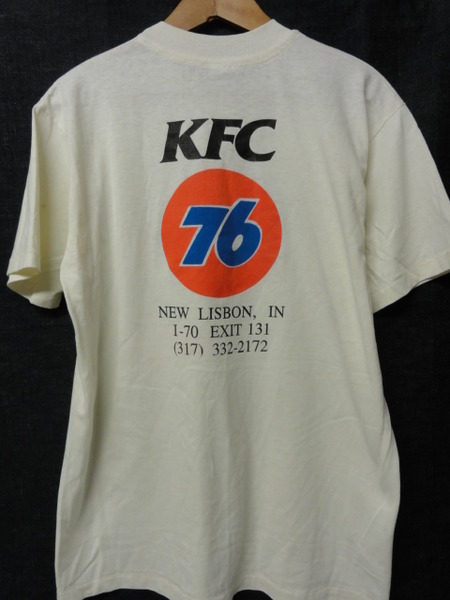 KFC
76
NEW LISBON, IN
I-70 EXIT 131
(317) 332-2172